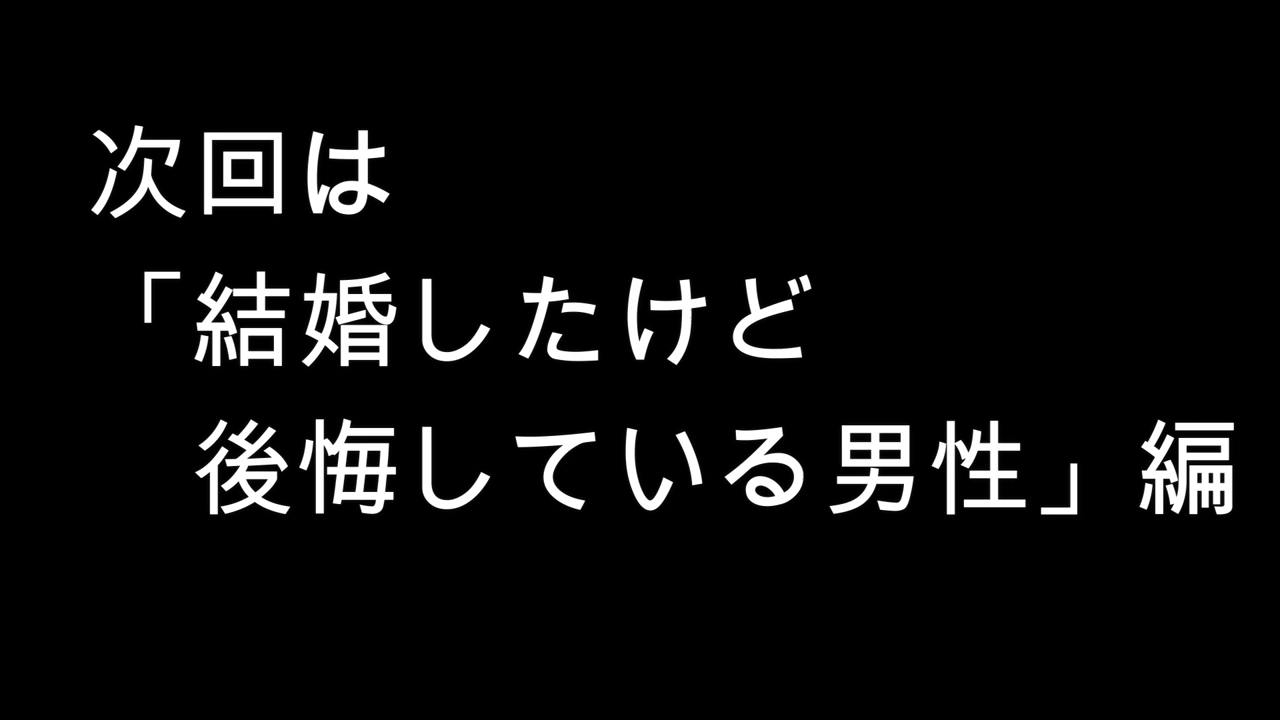 次回は
「結婚したけど
後悔している男性」編